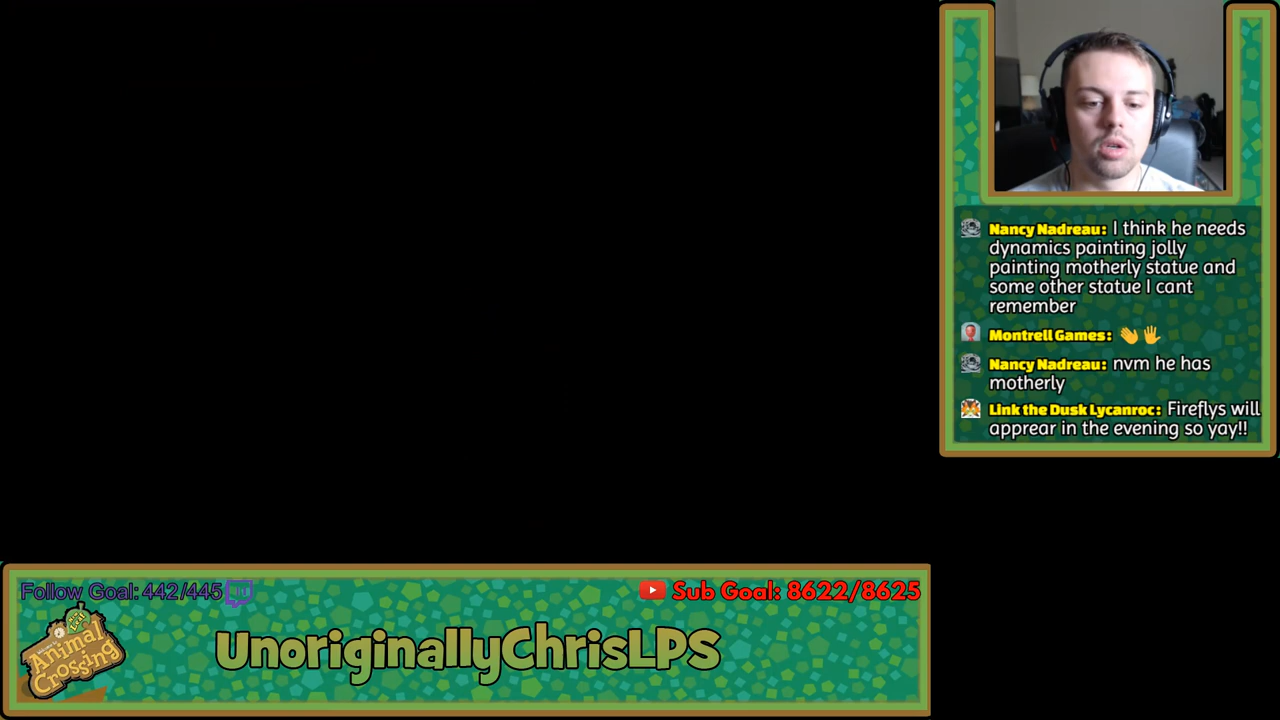 Nancy Nadreau: I think he needs
dynamics painting jolly
painting motherly statue and
some other statue I cant
remember
Montrell Games: 👋🖐
Nancy Nadreau: nvm he has
motherly
Link the Dusk Lycanroc: Fireflys will
apprear in the evening so yay!!
Follow Goal: 442/445
Sub Goal: 8622/8625
Animal
Crossing
UnoriginallyChrisLPS